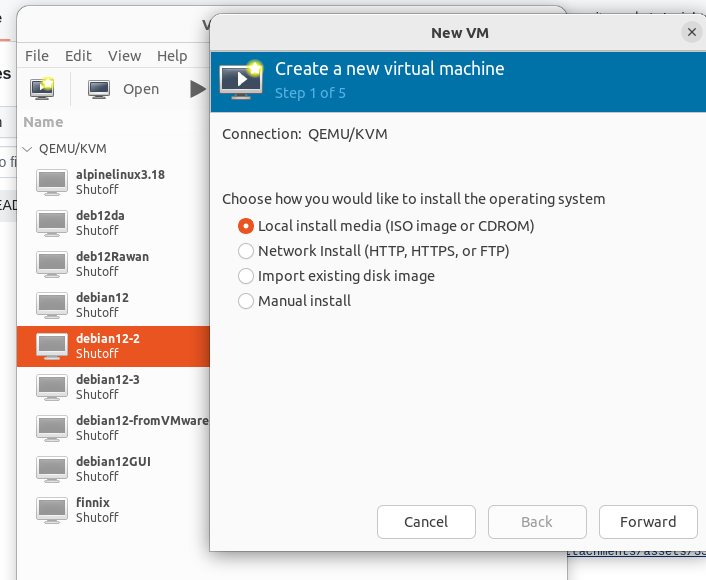 New VM
File Edit View Help
Open
Name
QEMU/KVM
alpinelinux3.18
Shutoff
deb12da
Shutoff
deb12Rawan
Shutoff
debian12
Shutoff
debian12-2
Shutoff
debian12-3
Shutoff
debian12-fromVMware
Shutoff
debian12GUI
Shutoff
finnix
Shutoff
Create a new virtual machine
Step 1 of 5
Connection: QEMU/KVM
Choose how you would like to install the operating system
Local install media (ISO image or CDROM)
Network Install (HTTP, HTTPS, or FTP)
Import existing disk image
Manual install
Cancel Back Forward